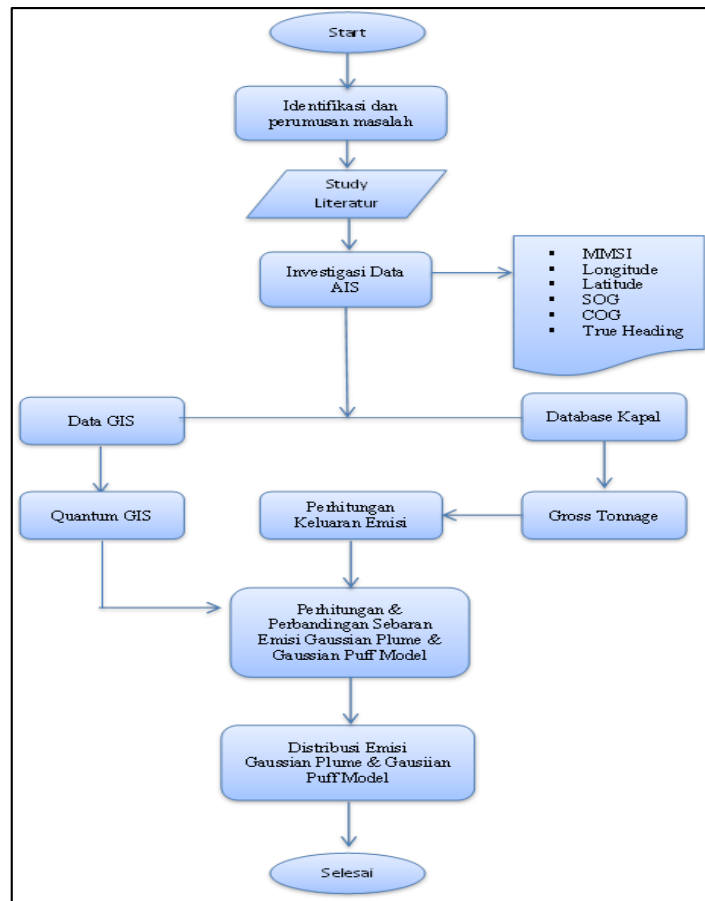 Start
Identifikasi dan
perumusan masalah
Study
Literatur
Investigasi Data
AIS
▪ MMSI
▪ Longitude
▪ Latitude
▪ SOG
▪ COG
▪ True Heading
Data GIS
Database Kapal
Quantum GIS
Perhitungan
Keluaran Emisi
Gross Tonnage
Perhitungan &
Perbandingan Sebaran
Emisi Gaussian Plume &
Gaussian Puff Model
Distribusi Emisi
Gaussian Plume & Gausiian
Puff Model
Selesai